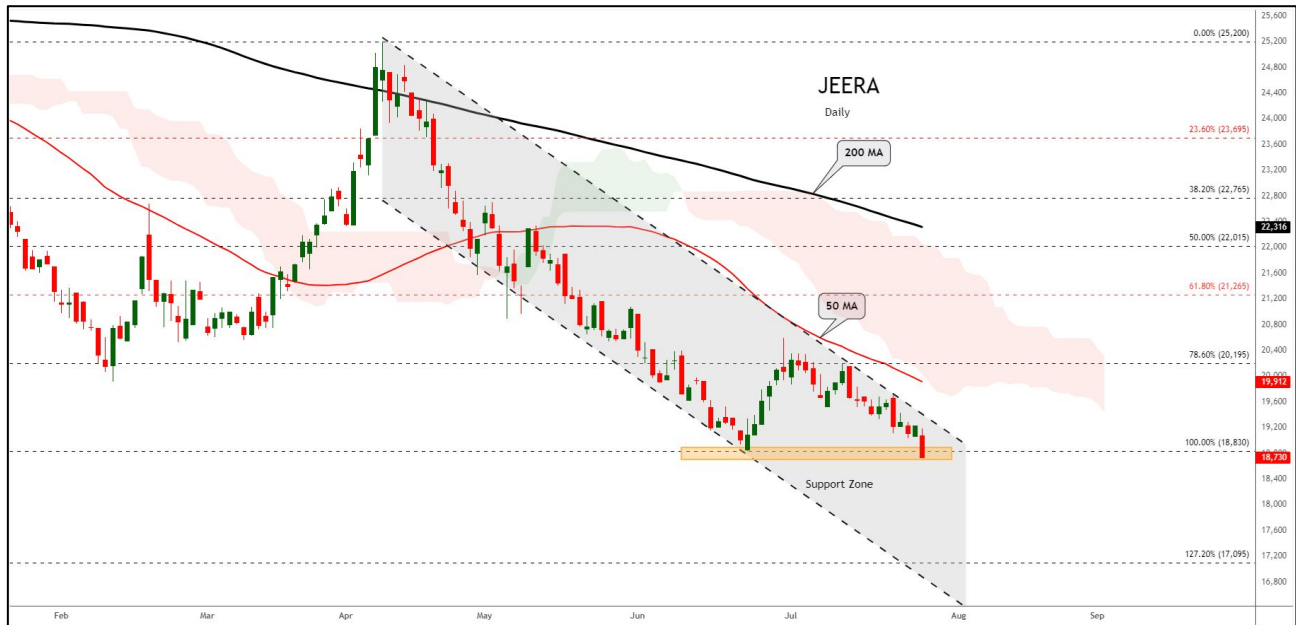 JEERA
Daily
200 MA
50 MA
Support Zone
0.00% (25,200)
23.60% (23,695)
38.20% (22,765)
50.00% (22,015)
61.80% (21,265)
78.60% (20,195)
100.00% (18,830)
127.20% (17,095)
25,600
25,200
24,800
24,400
24,000
23,600
23,200
22,800
22,316
22,000
21,600
21,200
20,800
20,400
19,912
19,600
19,200
18,730
18,400
18,000
17,600
17,200
16,800
Feb
Mar
Apr
May
Jun
Jul
Aug
Sep